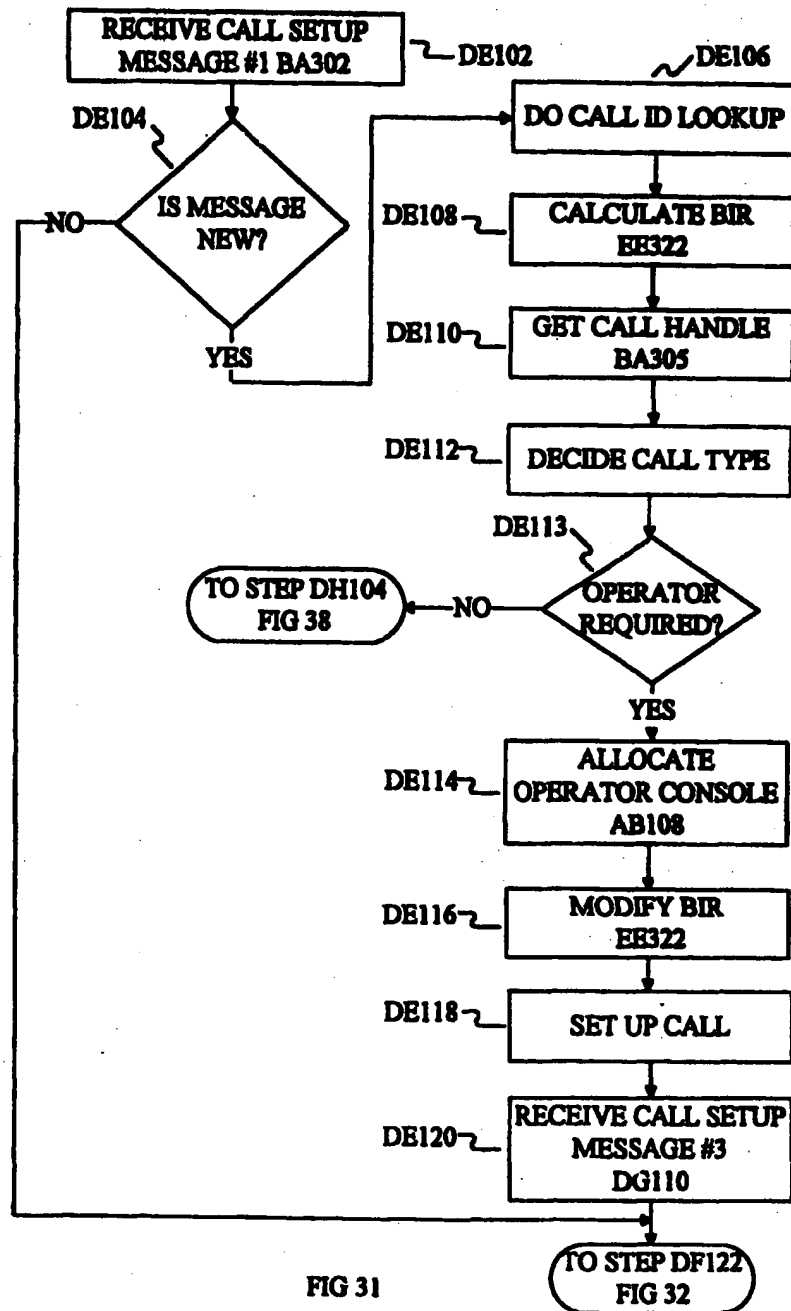 RECEIVE CALL SETUP
MESSAGE #1 BA302
DE102
DE104
IS MESSAGE
NEW?
NO
YES
DE106
DO CALL ID LOOKUP
DE108
CALCULATE BIR
EE322
DE110
GET CALL HANDLE
BA305
DE112
DECIDE CALL TYPE
DE113
OPERATOR
REQUIRED?
NO
TO STEP DH104
FIG 38
YES
DE114
ALLOCATE
OPERATOR CONSOLE
AB108
DE116
MODIFY BIR
EE322
DE118
SET UP CALL
DE120
RECEIVE CALL SETUP
MESSAGE #3
DG110
TO STEP DF122
FIG 32
FIG 31